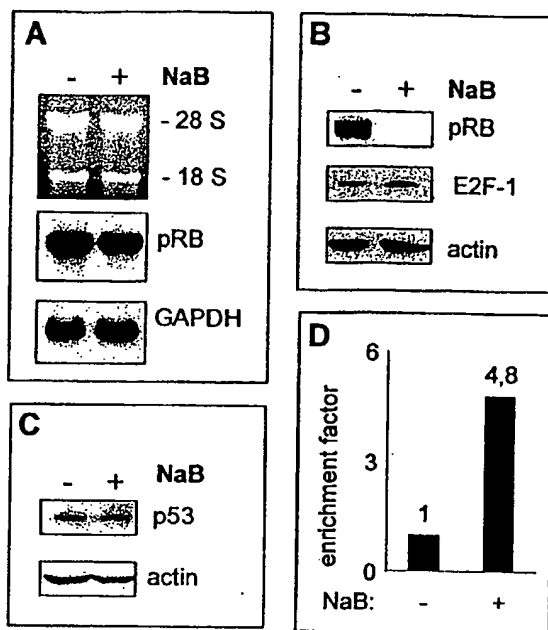 A
- + NaB
- 28 S
- 18 S
pRB
GAPDH
B
- + NaB
pRB
E2F-1
actin
C
- + NaB
p53
actin
D
enrichment factor
6
3
0
1
4,8
NaB: - +